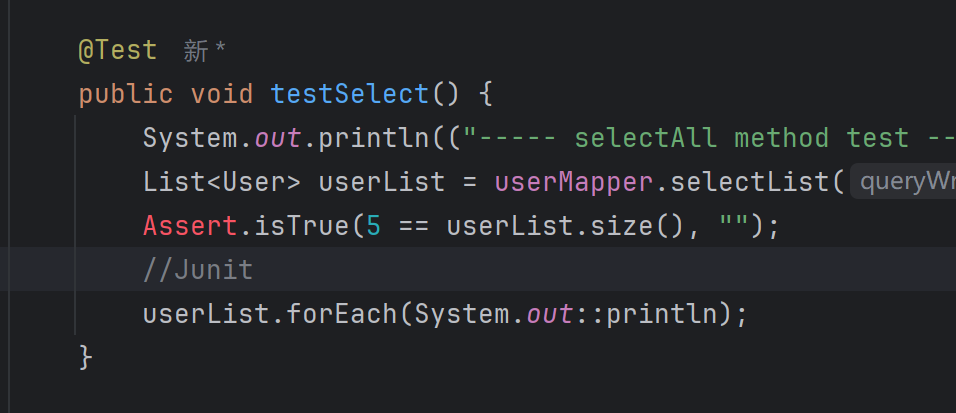 @Test 新 *
public void testSelect() {
System.out.println(("----- selectAll method test --
List<User> userList = userMapper.selectList(
Assert.isTrue(5 == userList.size(), "");
//Junit
userList.forEach(System.out::println);
}